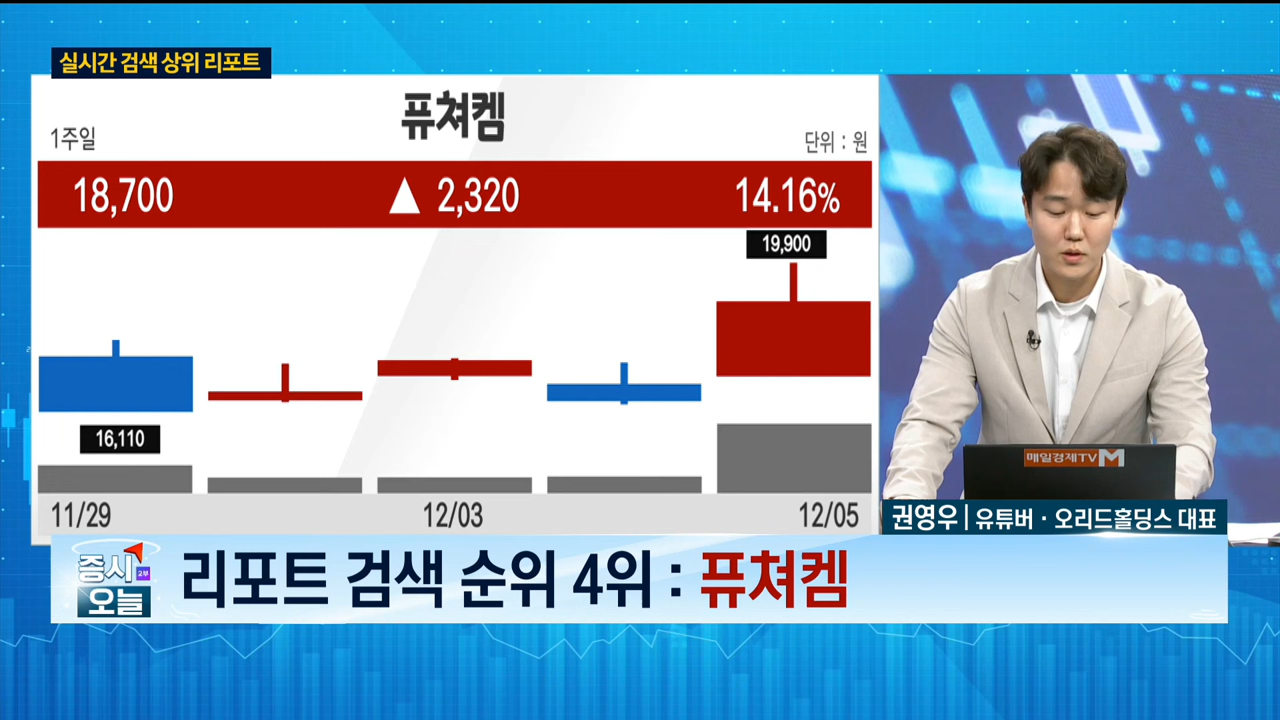 실시간 검색 상위 리포트
퓨쳐켐
1주일
단위 : 원
18,700 ▲ 2,320 14.16%
19,900
16,110
11/29 12/03 12/05
매일경제TV M
권영우 | 유튜버 · 오리드홀딩스 대표
증시
2부
오늘
리포트 검색 순위 4위 : 퓨쳐켐